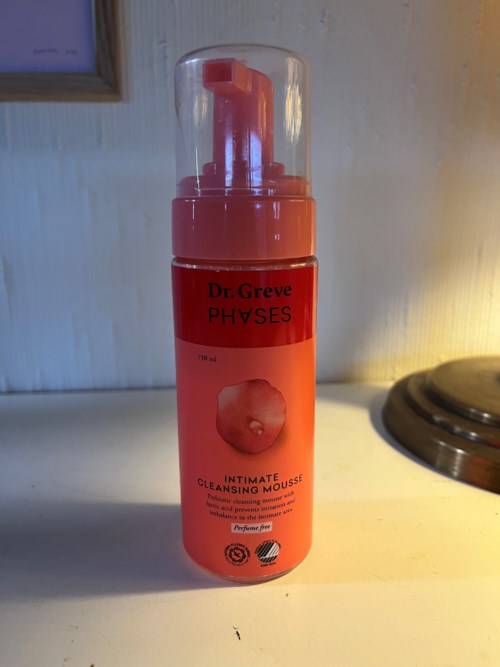 Dr. Greve
PHASES
150 ml
INTIMATE
CLEANSING MOUSSE
Prebiotic cleansing mousse with
lactic acid prevents irritation and
imbalance in the intimate area
Perfume free